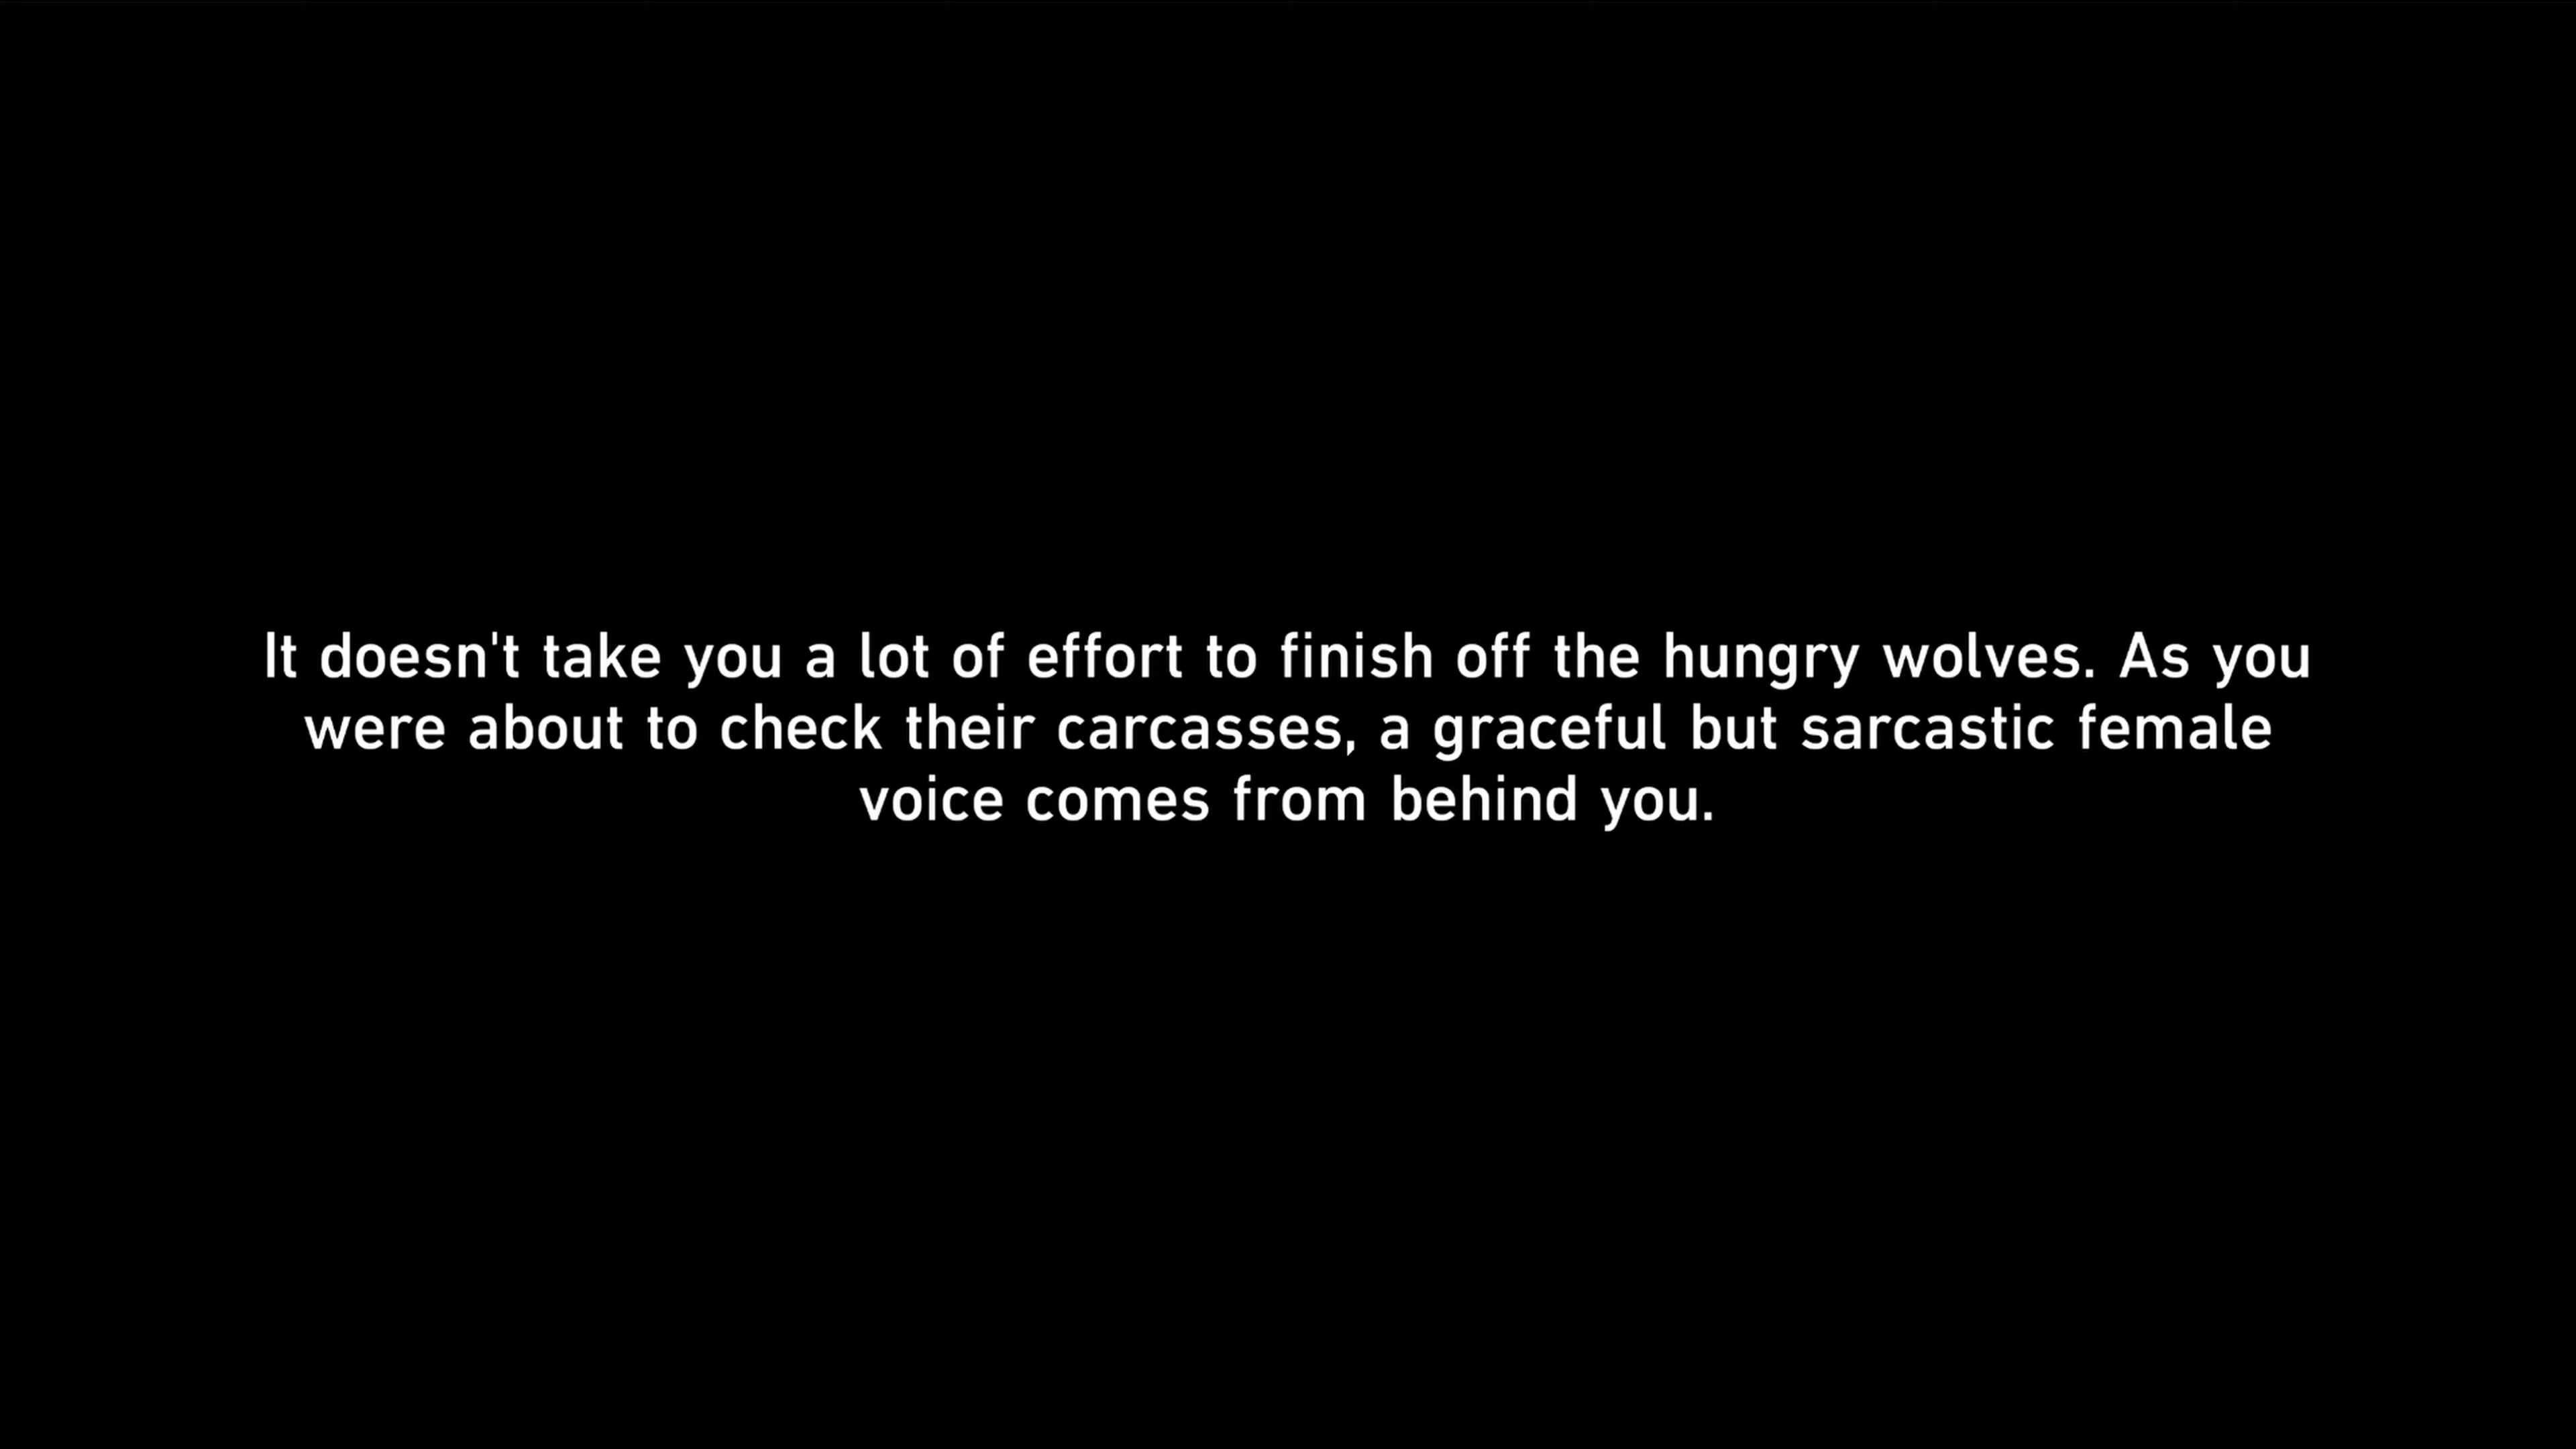 It doesn't take you a lot of effort to finish off the hungry wolves. As you
were about to check their carcasses, a graceful but sarcastic female
voice comes from behind you.